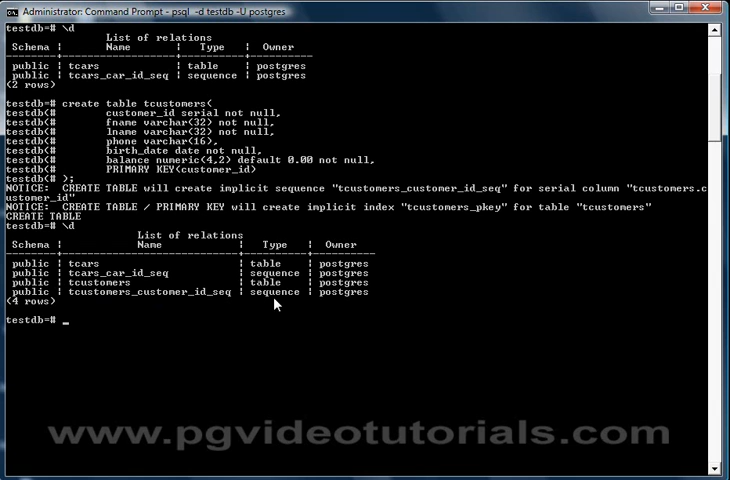 Administrator: Command Prompt - psql -d testdb -U postgres
testdb=# \d
List of relations
Schema ¦ Name ¦ Type ¦ Owner
--------+------------------+----------+----------
public ¦ tcars ¦ table ¦ postgres
public ¦ tcars_car_id_seq ¦ sequence ¦ postgres
(2 rows)
testdb=# create table tcustomers(
testdb(# customer_id serial not null,
testdb(# fname varchar(32) not null,
testdb(# lname varchar(32) not null,
testdb(# phone varchar(16),
testdb(# birth_date date not null,
testdb(# balance numeric(4,2) default 0.00 not null,
testdb(# PRIMARY KEY(customer_id)
testdb(# );
NOTICE: CREATE TABLE will create implicit sequence "tcustomers_customer_id_seq" for serial column "tcustomers.c
ustomer_id"
NOTICE: CREATE TABLE / PRIMARY KEY will create implicit index "tcustomers_pkey" for table "tcustomers"
CREATE TABLE
testdb=# \d
List of relations
Schema ¦ Name ¦ Type ¦ Owner
--------+----------------------------+----------+----------
public ¦ tcars ¦ table ¦ postgres
public ¦ tcars_car_id_seq ¦ sequence ¦ postgres
public ¦ tcustomers ¦ table ¦ postgres
public ¦ tcustomers_customer_id_seq ¦ sequence ¦ postgres
(4 rows)
testdb=# _
www.pgvideotutorials.com